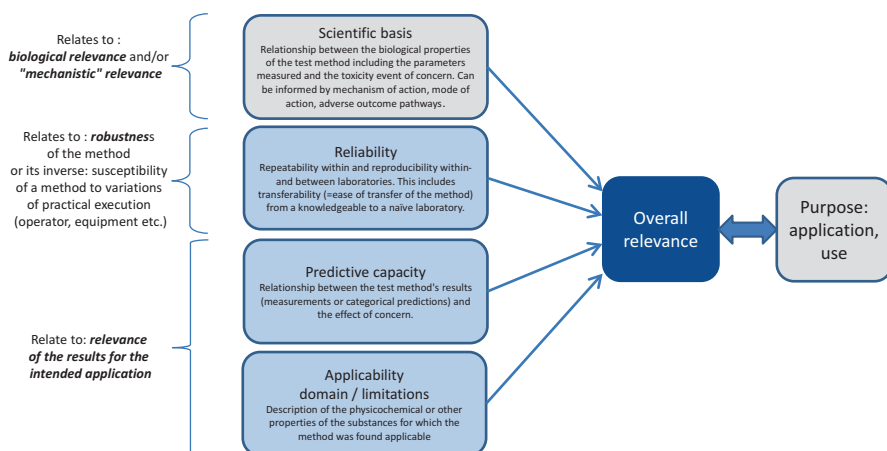 Relates to :
biological relevance and/or
"mechanistic" relevance
Scientific basis
Relationship between the biological properties
of the test method including the parameters
measured and the toxicity event of concern. Can
be informed by mechanism of action, mode of
action, adverse outcome pathways.
Relates to : robustness
of the method
or its inverse: susceptibility
of a method to variations
of practical execution
(operator, equipment etc.)
Reliability
Repeatability within and reproducibility within-
and between laboratories. This includes
transferability (=ease of transfer of the method)
from a knowledgeable to a naïve laboratory.
Relate to: relevance
of the results for the
intended application
Predictive capacity
Relationship between the test method's results
(measurements or categorical predictions) and
the effect of concern.
Applicability
domain / limitations
Description of the physicochemical or other
properties of the substances for which the
method was found applicable
Overall
relevance
Purpose:
application,
use